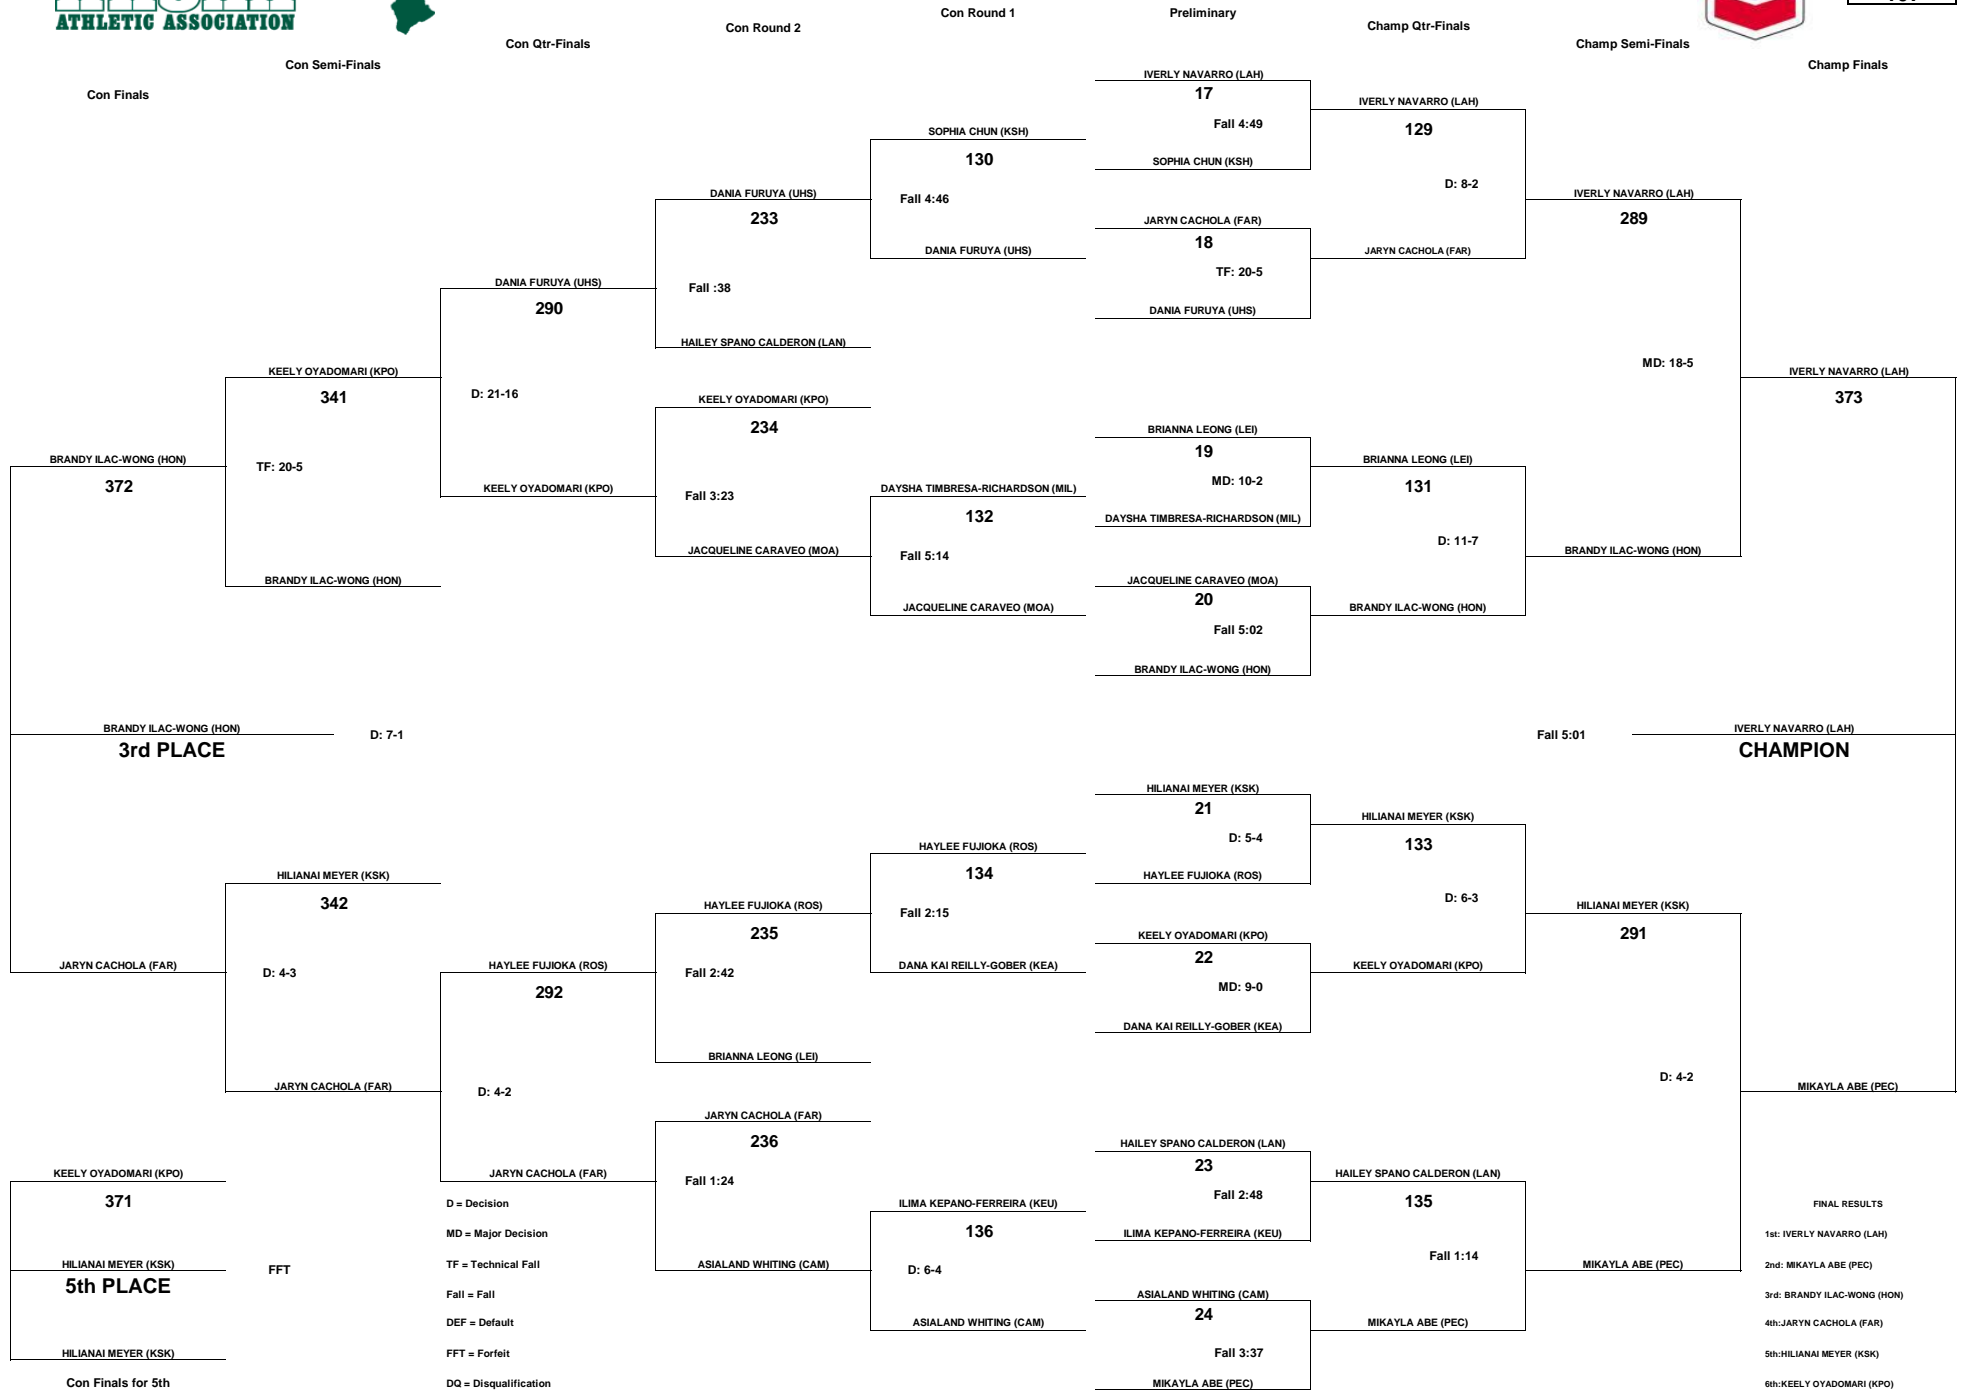 ATHLETIC ASSOCIATION
Con Finals
Con Semi-Finals
Con Qtr-Finals
Con Round 2
Con Round 1
Preliminary
Champ Qtr-Finals
Champ Semi-Finals
Champ Finals
IVERLY NAVARRO (LAH)
17
Fall 4:49
SOPHIA CHUN (KSH)
JARYN CACHOLA (FAR)
18
TF: 20-5
DANIA FURUYA (UHS)
BRIANNA LEONG (LEI)
19
MD: 10-2
DAYSHA TIMBRESA-RICHARDSON (MIL)
JACQUELINE CARAVEO (MOA)
20
Fall 5:02
BRANDY ILAC-WONG (HON)
HILIANAI MEYER (KSK)
21
D: 5-4
HAYLEE FUJIOKA (ROS)
KEELY OYADOMARI (KPO)
22
MD: 9-0
DANA KAI REILLY-GOBER (KEA)
HAILEY SPANO CALDERON (LAN)
23
Fall 2:48
ILIMA KEPANO-FERREIRA (KEU)
ASIALAND WHITING (CAM)
24
Fall 3:37
MIKAYLA ABE (PEC)
IVERLY NAVARRO (LAH)
129
D: 8-2
JARYN CACHOLA (FAR)
BRIANNA LEONG (LEI)
131
D: 11-7
BRANDY ILAC-WONG (HON)
HILIANAI MEYER (KSK)
133
D: 6-3
KEELY OYADOMARI (KPO)
HAILEY SPANO CALDERON (LAN)
135
Fall 1:14
MIKAYLA ABE (PEC)
IVERLY NAVARRO (LAH)
289
MD: 18-5
BRANDY ILAC-WONG (HON)
HILIANAI MEYER (KSK)
291
D: 4-2
MIKAYLA ABE (PEC)
IVERLY NAVARRO (LAH)
373
Fall 5:01
IVERLY NAVARRO (LAH)
CHAMPION
MIKAYLA ABE (PEC)
SOPHIA CHUN (KSH)
130
Fall 4:46
DANIA FURUYA (UHS)
DAYSHA TIMBRESA-RICHARDSON (MIL)
132
Fall 5:14
JACQUELINE CARAVEO (MOA)
HAYLEE FUJIOKA (ROS)
134
Fall 2:15
DANA KAI REILLY-GOBER (KEA)
ILIMA KEPANO-FERREIRA (KEU)
136
D: 6-4
ASIALAND WHITING (CAM)
DANIA FURUYA (UHS)
233
Fall :38
HAILEY SPANO CALDERON (LAN)
KEELY OYADOMARI (KPO)
234
Fall 3:23
JACQUELINE CARAVEO (MOA)
HAYLEE FUJIOKA (ROS)
235
Fall 2:42
BRIANNA LEONG (LEI)
JARYN CACHOLA (FAR)
236
Fall 1:24
ASIALAND WHITING (CAM)
DANIA FURUYA (UHS)
290
D: 21-16
KEELY OYADOMARI (KPO)
HAYLEE FUJIOKA (ROS)
292
D: 4-2
JARYN CACHOLA (FAR)
KEELY OYADOMARI (KPO)
341
TF: 20-5
BRANDY ILAC-WONG (HON)
HILIANAI MEYER (KSK)
342
D: 4-3
JARYN CACHOLA (FAR)
BRANDY ILAC-WONG (HON)
372
BRANDY ILAC-WONG (HON)
3rd PLACE
D: 7-1
JARYN CACHOLA (FAR)
KEELY OYADOMARI (KPO)
371
HILIANAI MEYER (KSK)
5th PLACE
FFT
HILIANAI MEYER (KSK)
Con Finals for 5th
D = Decision
MD = Major Decision
TF = Technical Fall
Fall = Fall
DEF = Default
FFT = Forfeit
DQ = Disqualification
FINAL RESULTS
1st: IVERLY NAVARRO (LAH)
2nd: MIKAYLA ABE (PEC)
3rd: BRANDY ILAC-WONG (HON)
4th:JARYN CACHOLA (FAR)
5th:HILIANAI MEYER (KSK)
6th:KEELY OYADOMARI (KPO)